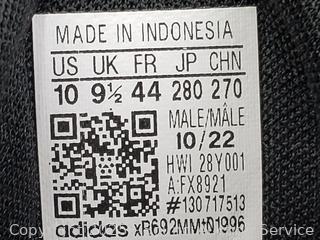 MADE IN INDONESIA
US UK FR JP CHN
10 9½ 44 280 270
MALE/MÂLE
10/22
HWI 28Y001
A:FX8921
#130717513
adidas xR692MMt01996